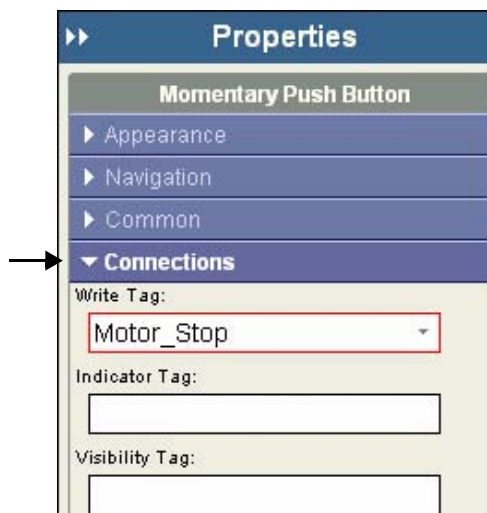 Properties
Momentary Push Button
Appearance
Navigation
Common
Connections
Write Tag:
Motor_Stop
Indicator Tag:
Visibility Tag: